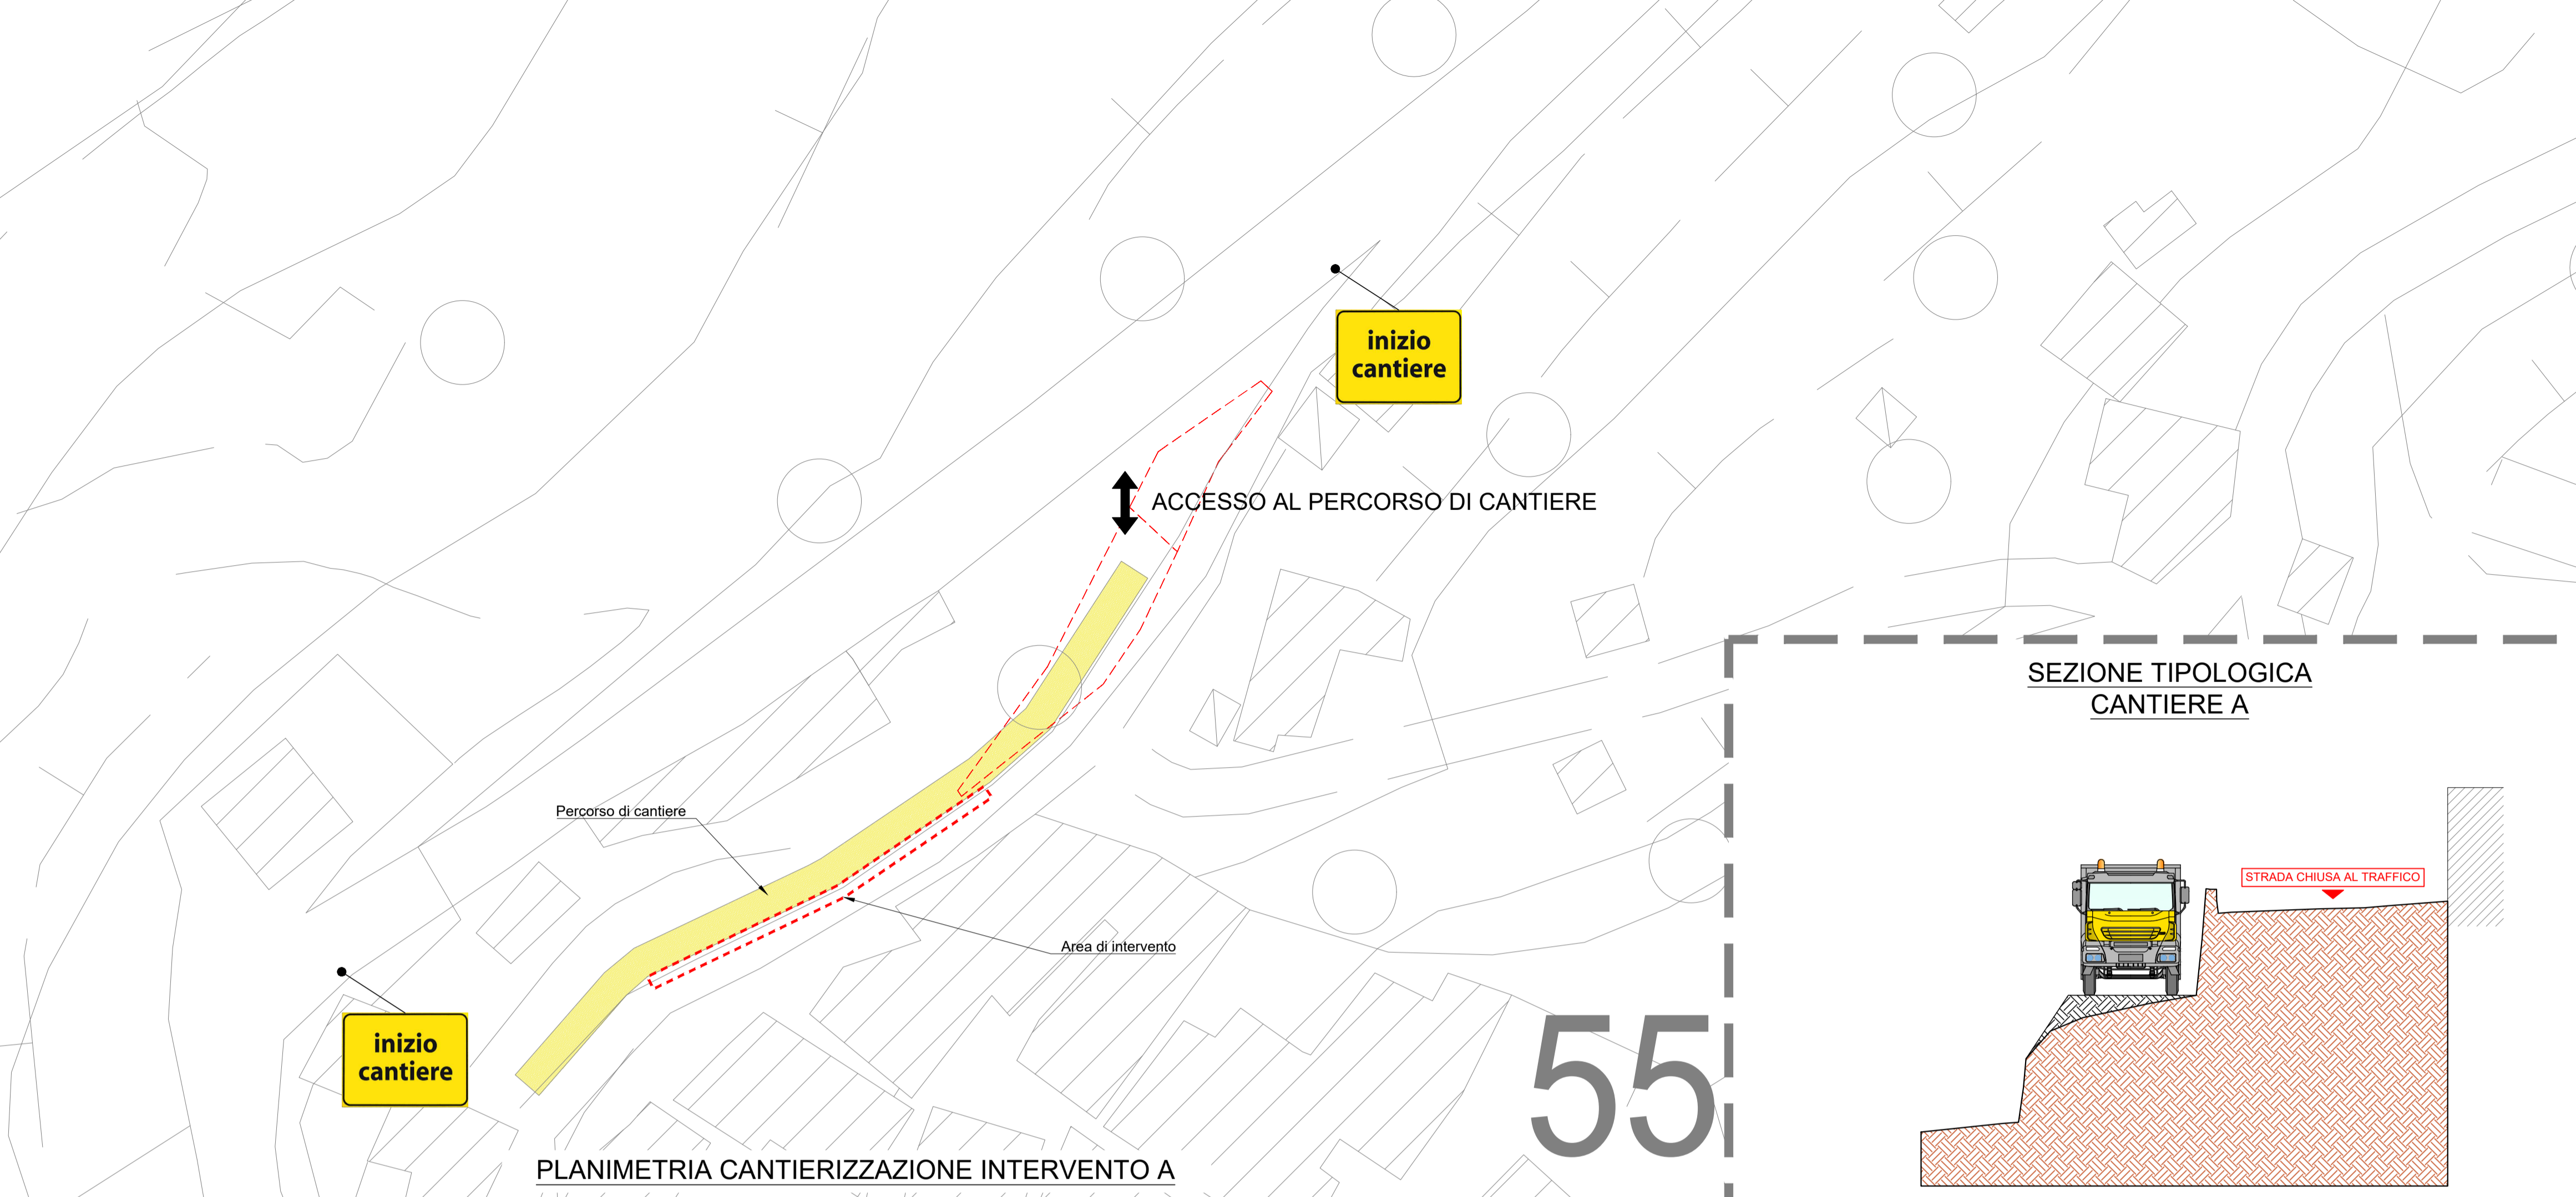 inizio
cantiere
ACCESSO AL PERCORSO DI CANTIERE
Percorso di cantiere
Area di intervento
inizio
cantiere
55
PLANIMETRIA CANTIERIZZAZIONE INTERVENTO A
SEZIONE TIPOLOGICA
CANTIERE A
STRADA CHIUSA AL TRAFFICO